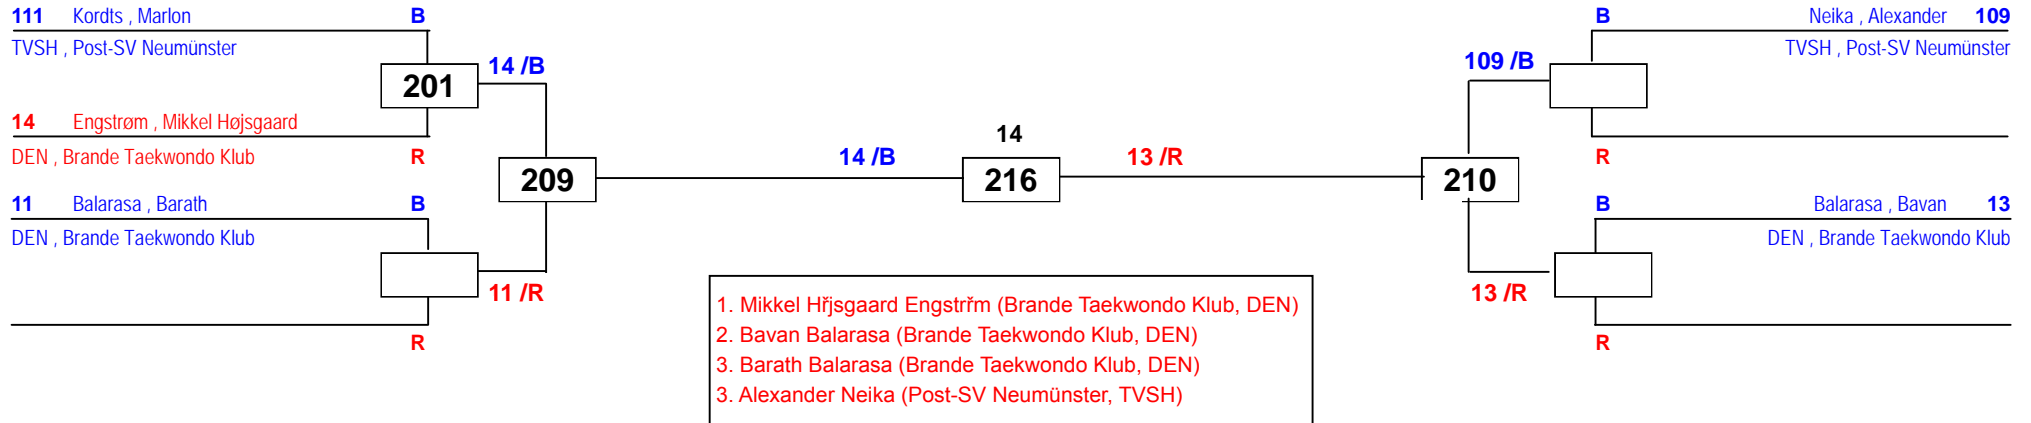 111 Kordts , Marlon B
TVSH , Post-SV Neumünster
201
14 /B
14 Engstrøm , Mikkel Højsgaard
DEN , Brande Taekwondo Klub R
209
11 Balarasa , Barath B
DEN , Brande Taekwondo Klub
11 /R
R
14 /B
14
216
13 /R
B Neika , Alexander 109
TVSH , Post-SV Neumünster
109 /B
R
210
B Balarasa , Bavan 13
DEN , Brande Taekwondo Klub
13 /R
R
1. Mikkel Hřjsgaard Engstrřm (Brande Taekwondo Klub, DEN)
2. Bavan Balarasa (Brande Taekwondo Klub, DEN)
3. Barath Balarasa (Brande Taekwondo Klub, DEN)
3. Alexander Neika (Post-SV Neumünster, TVSH)